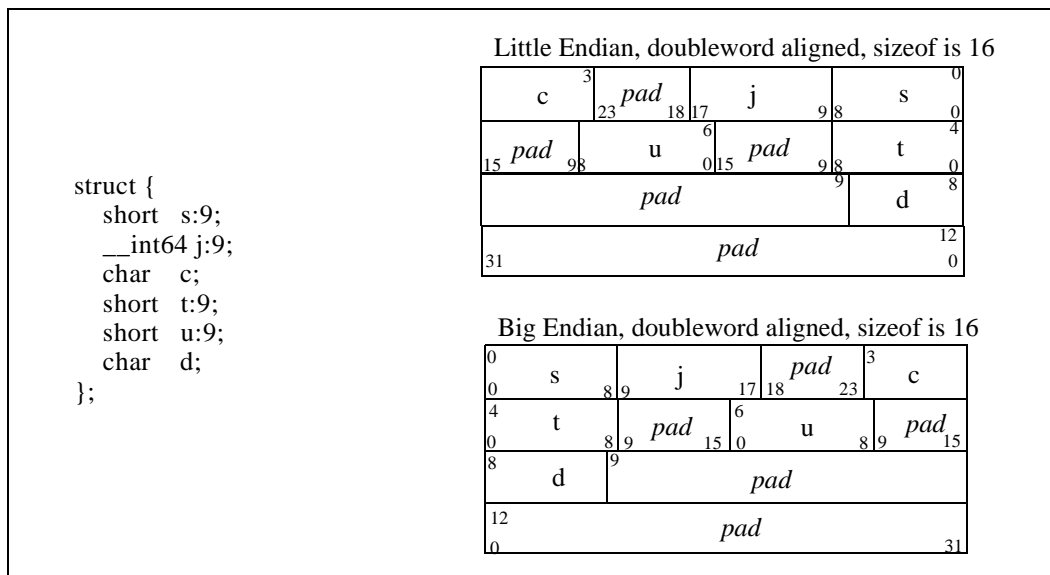 struct {
short s:9;
__int64 j:9;
char c;
short t:9;
short u:9;
char d;
};
Little Endian, doubleword aligned, sizeof is 16
3 0
c pad j s
23 18 17 9 8 0
6 4
pad u pad t
15 9 8 0 15 9 8 0
9 8
pad d
12
pad
31 0
Big Endian, doubleword aligned, sizeof is 16
0 3
s j pad c
0 8 9 17 18 23
4 6
t pad u pad
0 8 9 15 0 8 9 15
8 9
d pad
12
pad
0 31